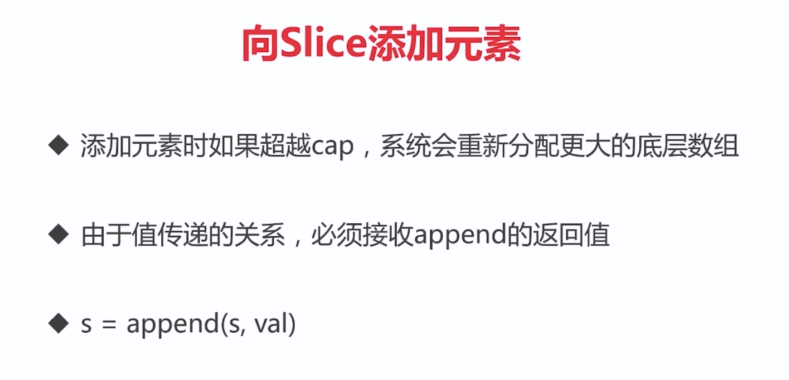 向Slice添加元素
◆ 添加元素时如果超越cap，系统会重新分配更大的底层数组
◆ 由于值传递的关系，必须接收append的返回值
◆ s = append(s, val)